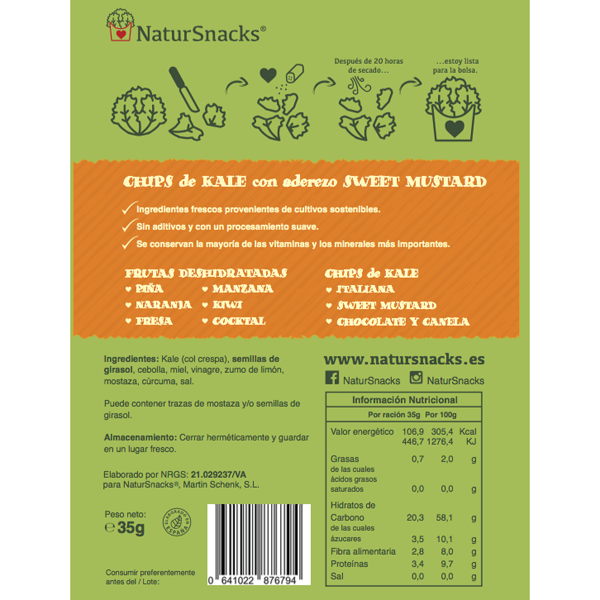 NaturSnacks®
Después de 20 horas
de secado...
...estoy lista
para la bolsa.
CHIPS de KALE con aderezo SWEET MUSTARD
Ingredientes frescos provenientes de cultivos sostenibles.
Sin aditivos y con un procesamiento suave.
Se conservan la mayoría de las vitaminas y los minerales más importantes.
FRUTAS DESHIDRATADAS
PIÑA
MANZANA
NARANJA
KIWI
FRESA
COCKTAIL
CHIPS de KALE
ITALIANA
SWEET MUSTARD
CHOCOLATE Y CANELA
Ingredientes: Kale (col crespa), semillas de
girasol, cebolla, miel, vinagre, zumo de limón,
mostaza, cúrcuma, sal.
Puede contener trazas de mostaza y/o semillas de
girasol.
Almacenamiento: Cerrar herméticamente y guardar
en un lugar fresco.
Elaborado por NRGS: 21.029237/VA
para NaturSnacks®, Martin Schenk, S.L.
Peso neto:
e 35g
ELABORADO EN ESPAÑA
Consumir preferentemente
antes del / Lote:
0 641022 876794
www.natursnacks.es
NaturSnacks NaturSnacks
Información Nutricional
Por ración 35g Por 100g
Valor energético 106,9 305,4 Kcal
446,7 1276,4 KJ
Grasas 0,7 2,0 g
de las cuales
ácidos grasos
saturados 0,0 0,0 g
Hidratos de
Carbono 20,3 58,1 g
de las cuales
ázucares 3,5 10,1 g
Fibra alimentaria 2,8 8,0 g
Proteínas 3,4 9,7 g
Sal 0,0 0,0 g